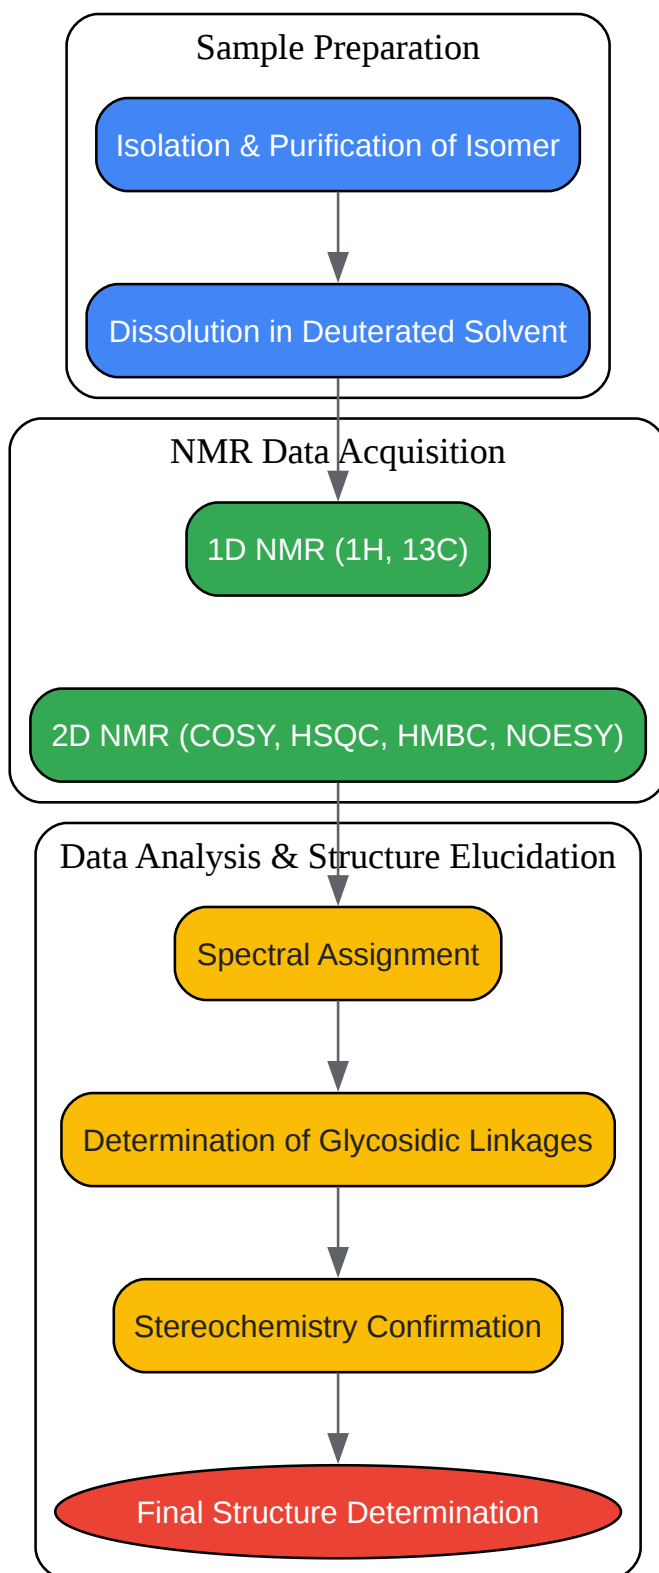 Sample Preparation
Isolation & Purification of Isomer
Dissolution in Deuterated Solvent
NMR Data Acquisition
1D NMR (1H, 13C)
2D NMR (COSY, HSQC, HMBC, NOESY)
Data Analysis & Structure Elucidation
Spectral Assignment
Determination of Glycosidic Linkages
Stereochemistry Confirmation
Final Structure Determination